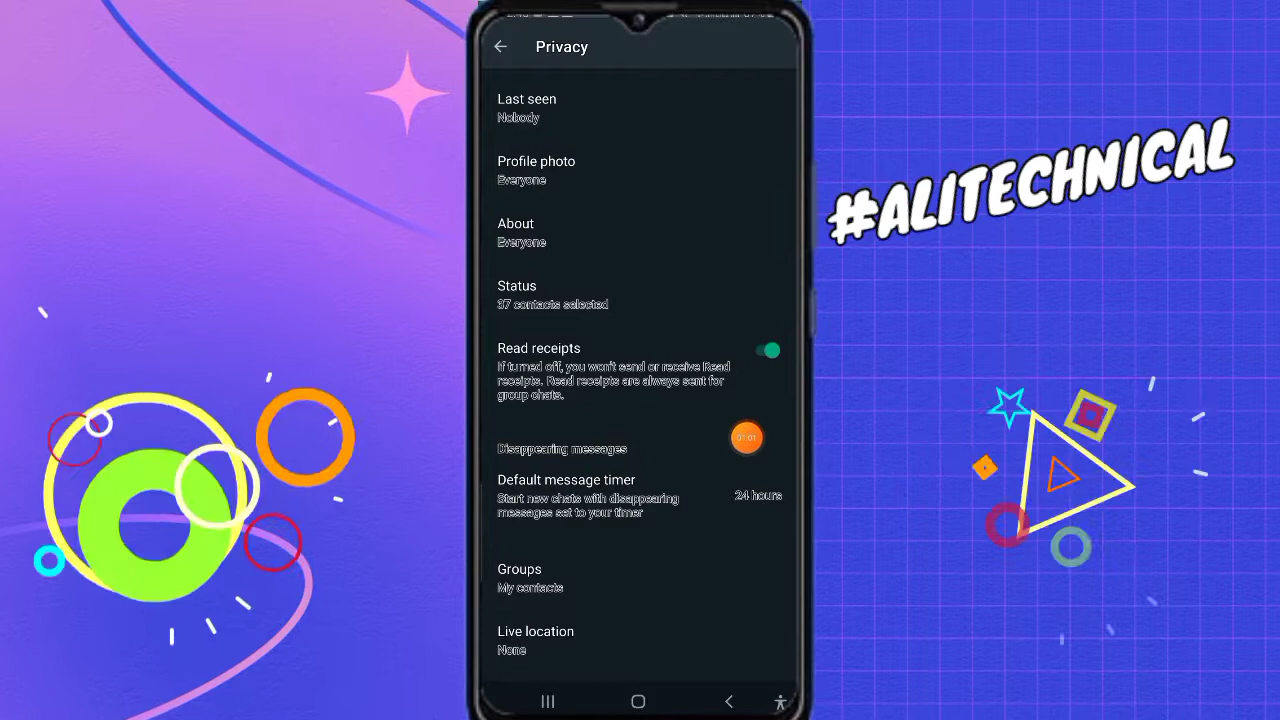 Privacy
Last seen
Nobody
Profile photo
Everyone
About
Everyone
Status
37 contacts selected
Read receipts
If turned off, you won't send or receive Read
receipts. Read receipts are always sent for
group chats.
01:01
Disappearing messages
Default message timer
Start new chats with disappearing
messages set to your timer
24 hours
Groups
My contacts
Live location
None
#ALITECHNICAL